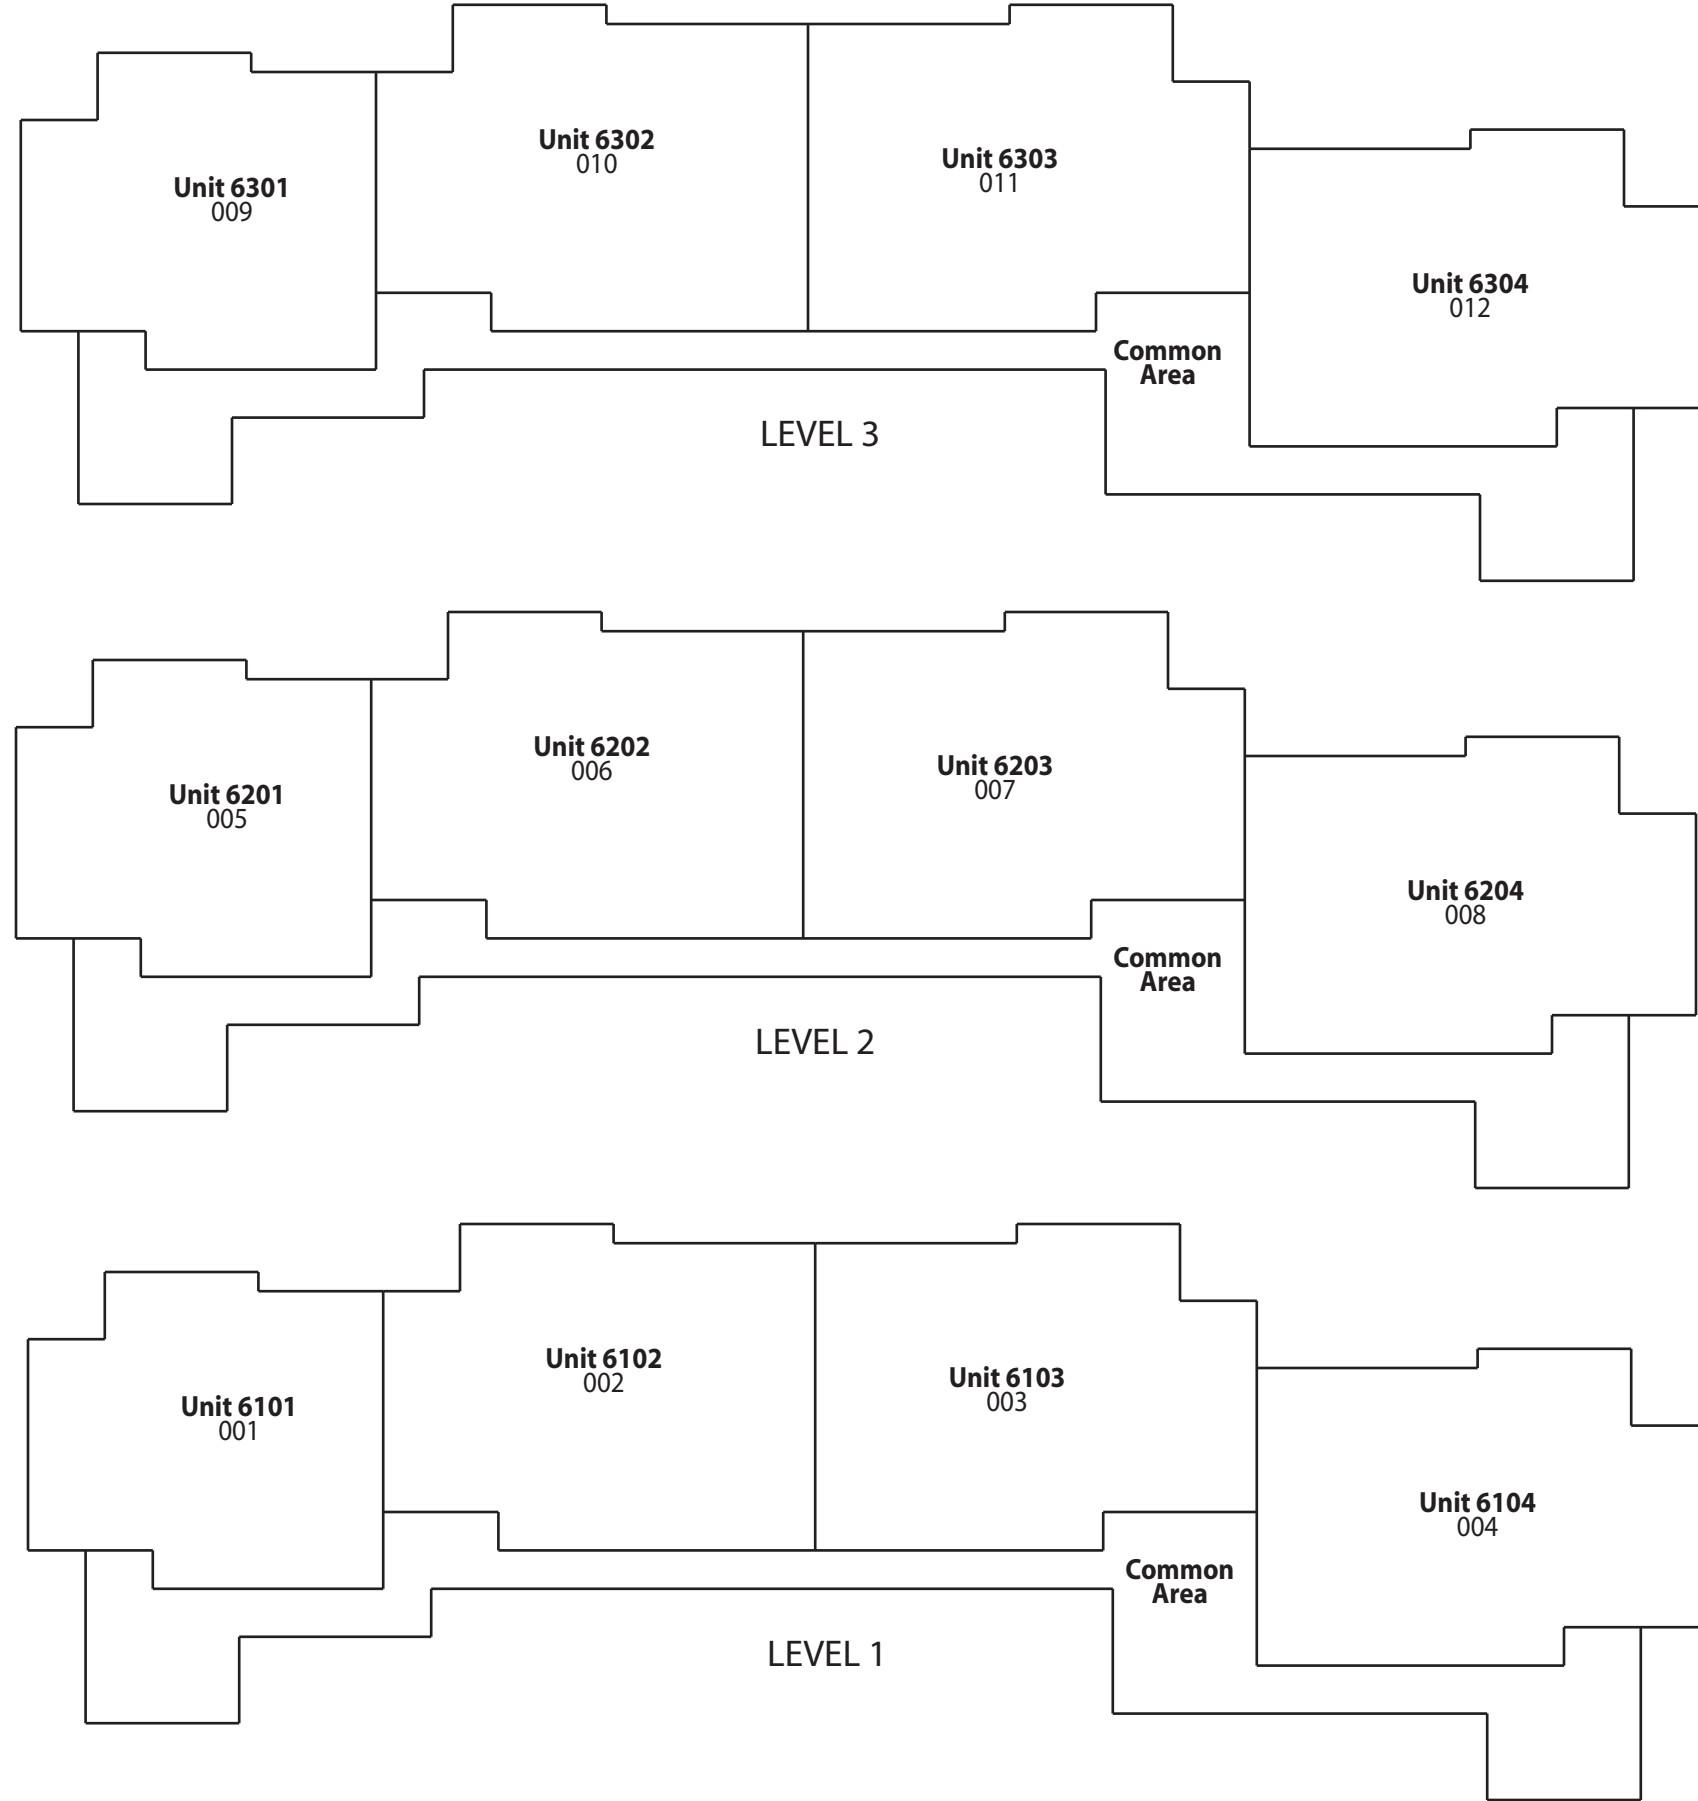 Unit 6301
009
Unit 6302
010
Unit 6303
011
Unit 6304
012
Common
Area
LEVEL 3
Unit 6201
005
Unit 6202
006
Unit 6203
007
Unit 6204
008
Common
Area
LEVEL 2
Unit 6101
001
Unit 6102
002
Unit 6103
003
Unit 6104
004
Common
Area
LEVEL 1